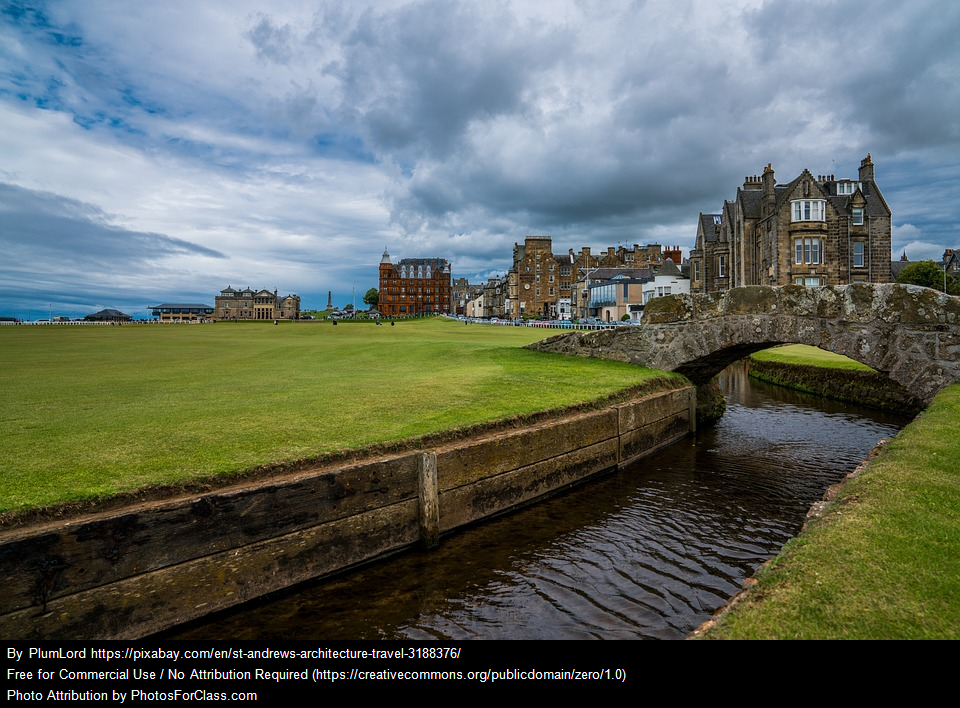 By PlumLord https://pixabay.com/en/st-andrews-architecture-travel-3188376/
Free for Commercial Use / No Attribution Required (https://creativecommons.org/publicdomain/zero/1.0)
Photo Attribution by PhotosForClass.com